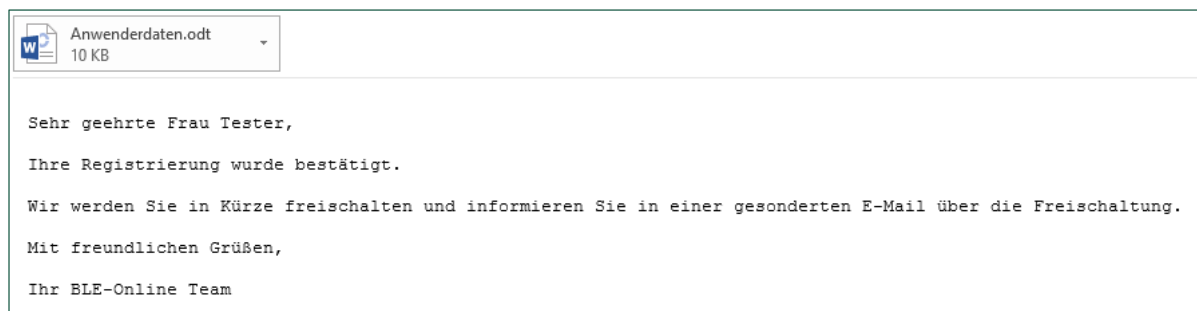 Anwenderdaten.odt
10 KB
Sehr geehrte Frau Tester,
Ihre Registrierung wurde bestätigt.
Wir werden Sie in Kürze freischalten und informieren Sie in einer gesonderten E-Mail über die Freischaltung.
Mit freundlichen Grüßen,
Ihr BLE-Online Team